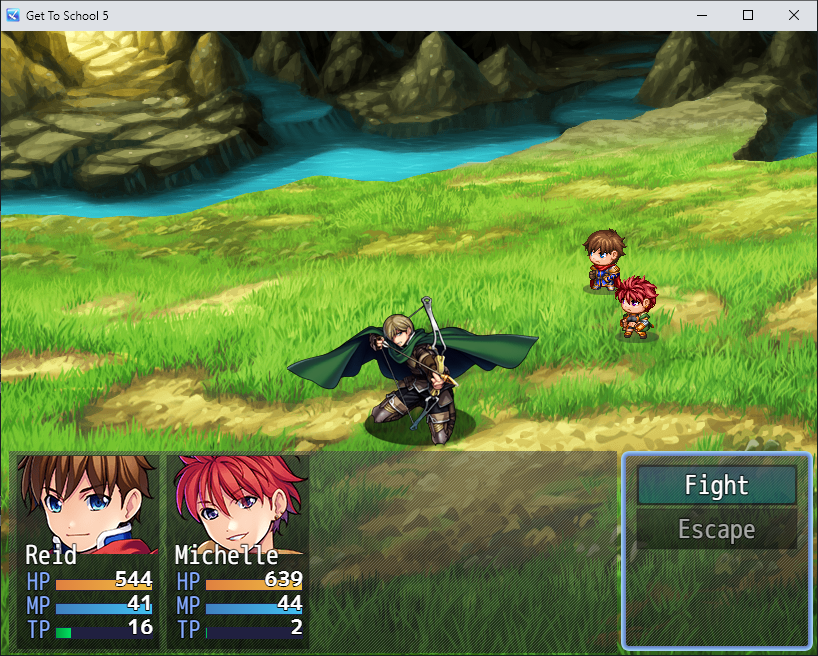 Get To School 5
Fight
Escape
Reid
HP 544
MP 41
TP 16
Michelle
HP 639
MP 44
TP 2